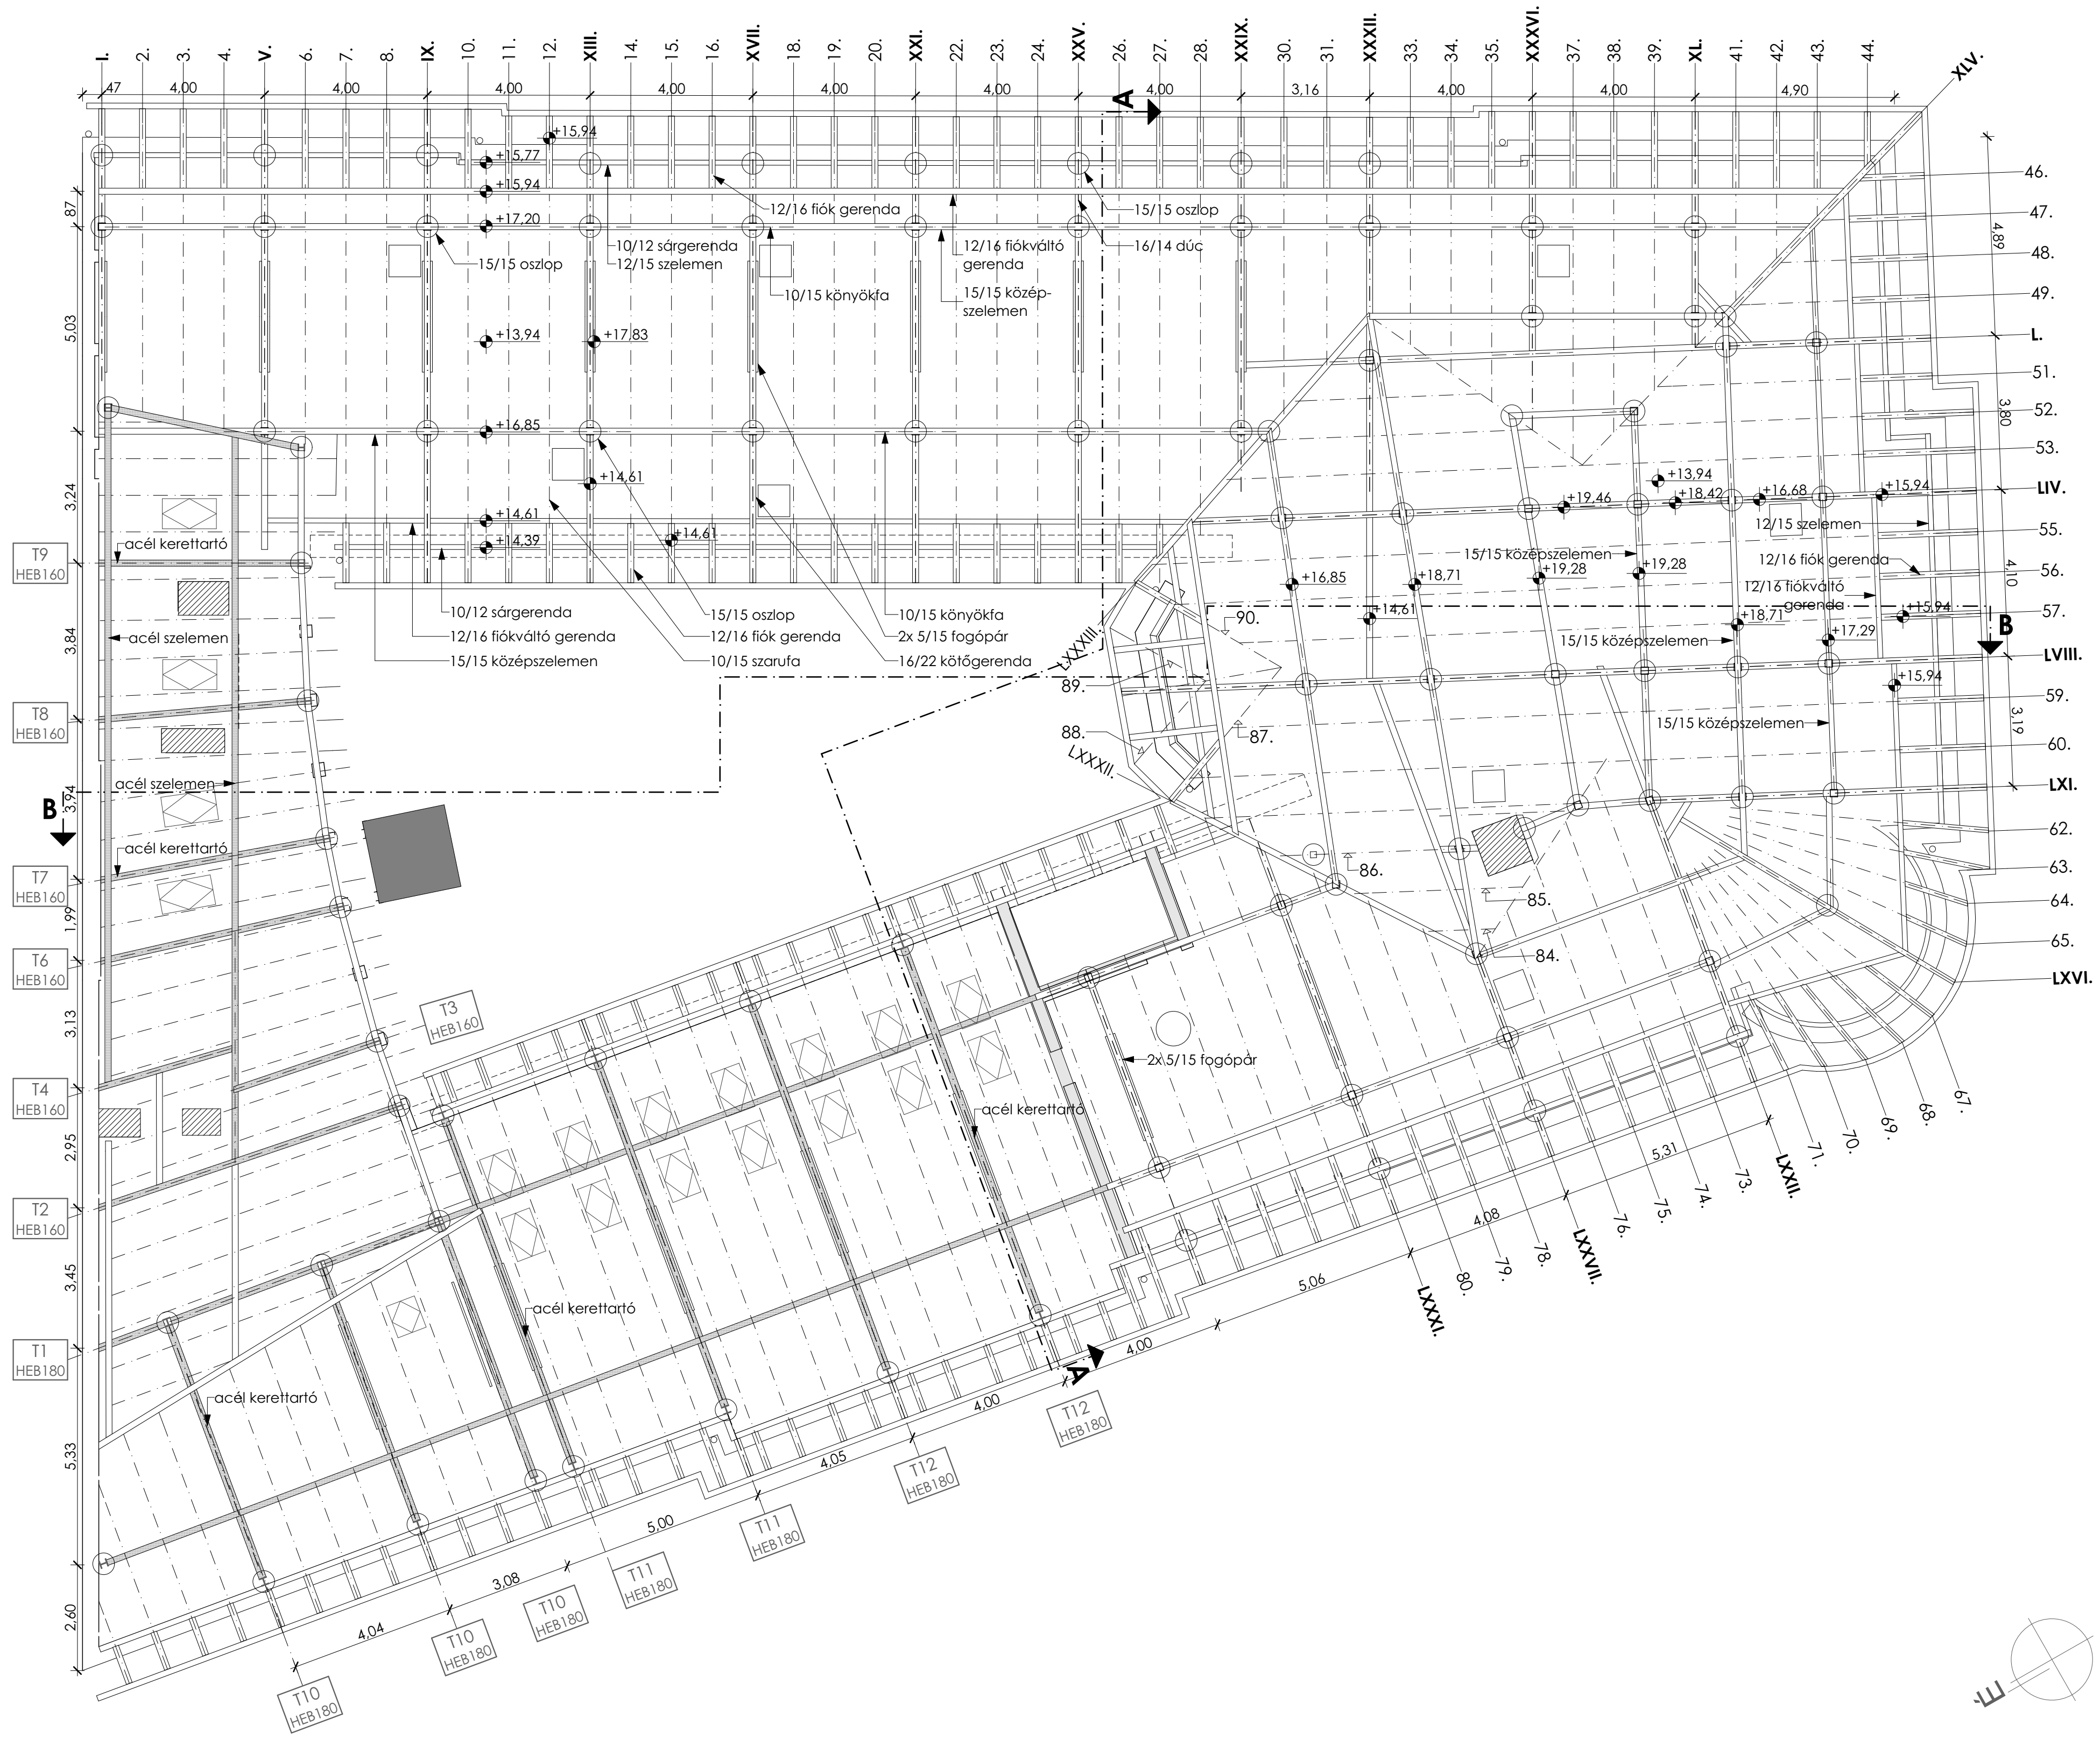 I.
2.
3.
4.
V.
6.
7.
8.
IX.
10.
11.
12.
XIII.
14.
15.
16.
XVII.
18.
19.
20.
XXI.
22.
23.
24.
XXV.
26.
27.
28.
XXIX.
30.
31.
XXXII.
33.
34.
35.
XXXVI.
37.
38.
39.
XL.
41.
42.
43.
44.
XLV.
47
4,00
4,00
4,00
4,00
4,00
4,00
4,00
3,16
4,00
4,00
4,90
A
+15,94
+15,77
+15,94
+17,20
12/16 fiók gerenda
15/15 oszlop
10/12 sárgerenda
12/15 szelemen
12/16 fiókváltó
gerenda
16/14 dúc
15/15 oszlop
10/15 könyökfa
15/15 közép-
szelemen
+13,94
+17,83
+16,85
+14,61
+14,61
+14,39
+14,61
87
5,03
3,24
3,84
3,94
1,99
3,13
2,95
3,45
5,33
2,60
46.
47.
48.
49.
L.
51.
52.
53.
LIV.
55.
56.
57.
LVIII.
59.
60.
LXI.
62.
63.
64.
65.
LXVI.
4,89
3,80
4,10
3,19
+13,94
+19,46
+18,42
+16,68
+15,94
12/15 szelemen
15/15 középszelemen
12/16 fiók gerenda
+19,28
+19,28
12/16 fiókváltó
gerenda
+16,85
+18,71
+14,61
+15,94
+18,71
15/15 középszelemen
+17,29
B
+15,94
15/15 középszelemen
T9
HEB160
acél kerettartó
10/12 sárgerenda
12/16 fiókváltó gerenda
15/15 középszelemen
15/15 oszlop
12/16 fiók gerenda
10/15 szarufa
10/15 könyökfa
2x 5/15 fogópár
16/22 kötőgerenda
acél szelemen
T8
HEB160
acél szelemen
B
acél kerettartó
T7
HEB160
T6
HEB160
T4
HEB160
T3
HEB160
T2
HEB160
T1
HEB180
LXXXIII.
90.
89.
88.
87.
LXXXII.
86.
85.
84.
2x 5/15 fogópár
acél kerettartó
acél kerettartó
acél kerettartó
67.
68.
69.
70.
71.
LXXII.
73.
74.
75.
76.
LXXVII.
78.
79.
80.
LXXXI.
5,31
4,08
5,06
4,00
4,00
4,05
5,00
3,08
4,04
A
T12
HEB180
T12
HEB180
T11
HEB180
T11
HEB180
T10
HEB180
T10
HEB180
T10
HEB180
É